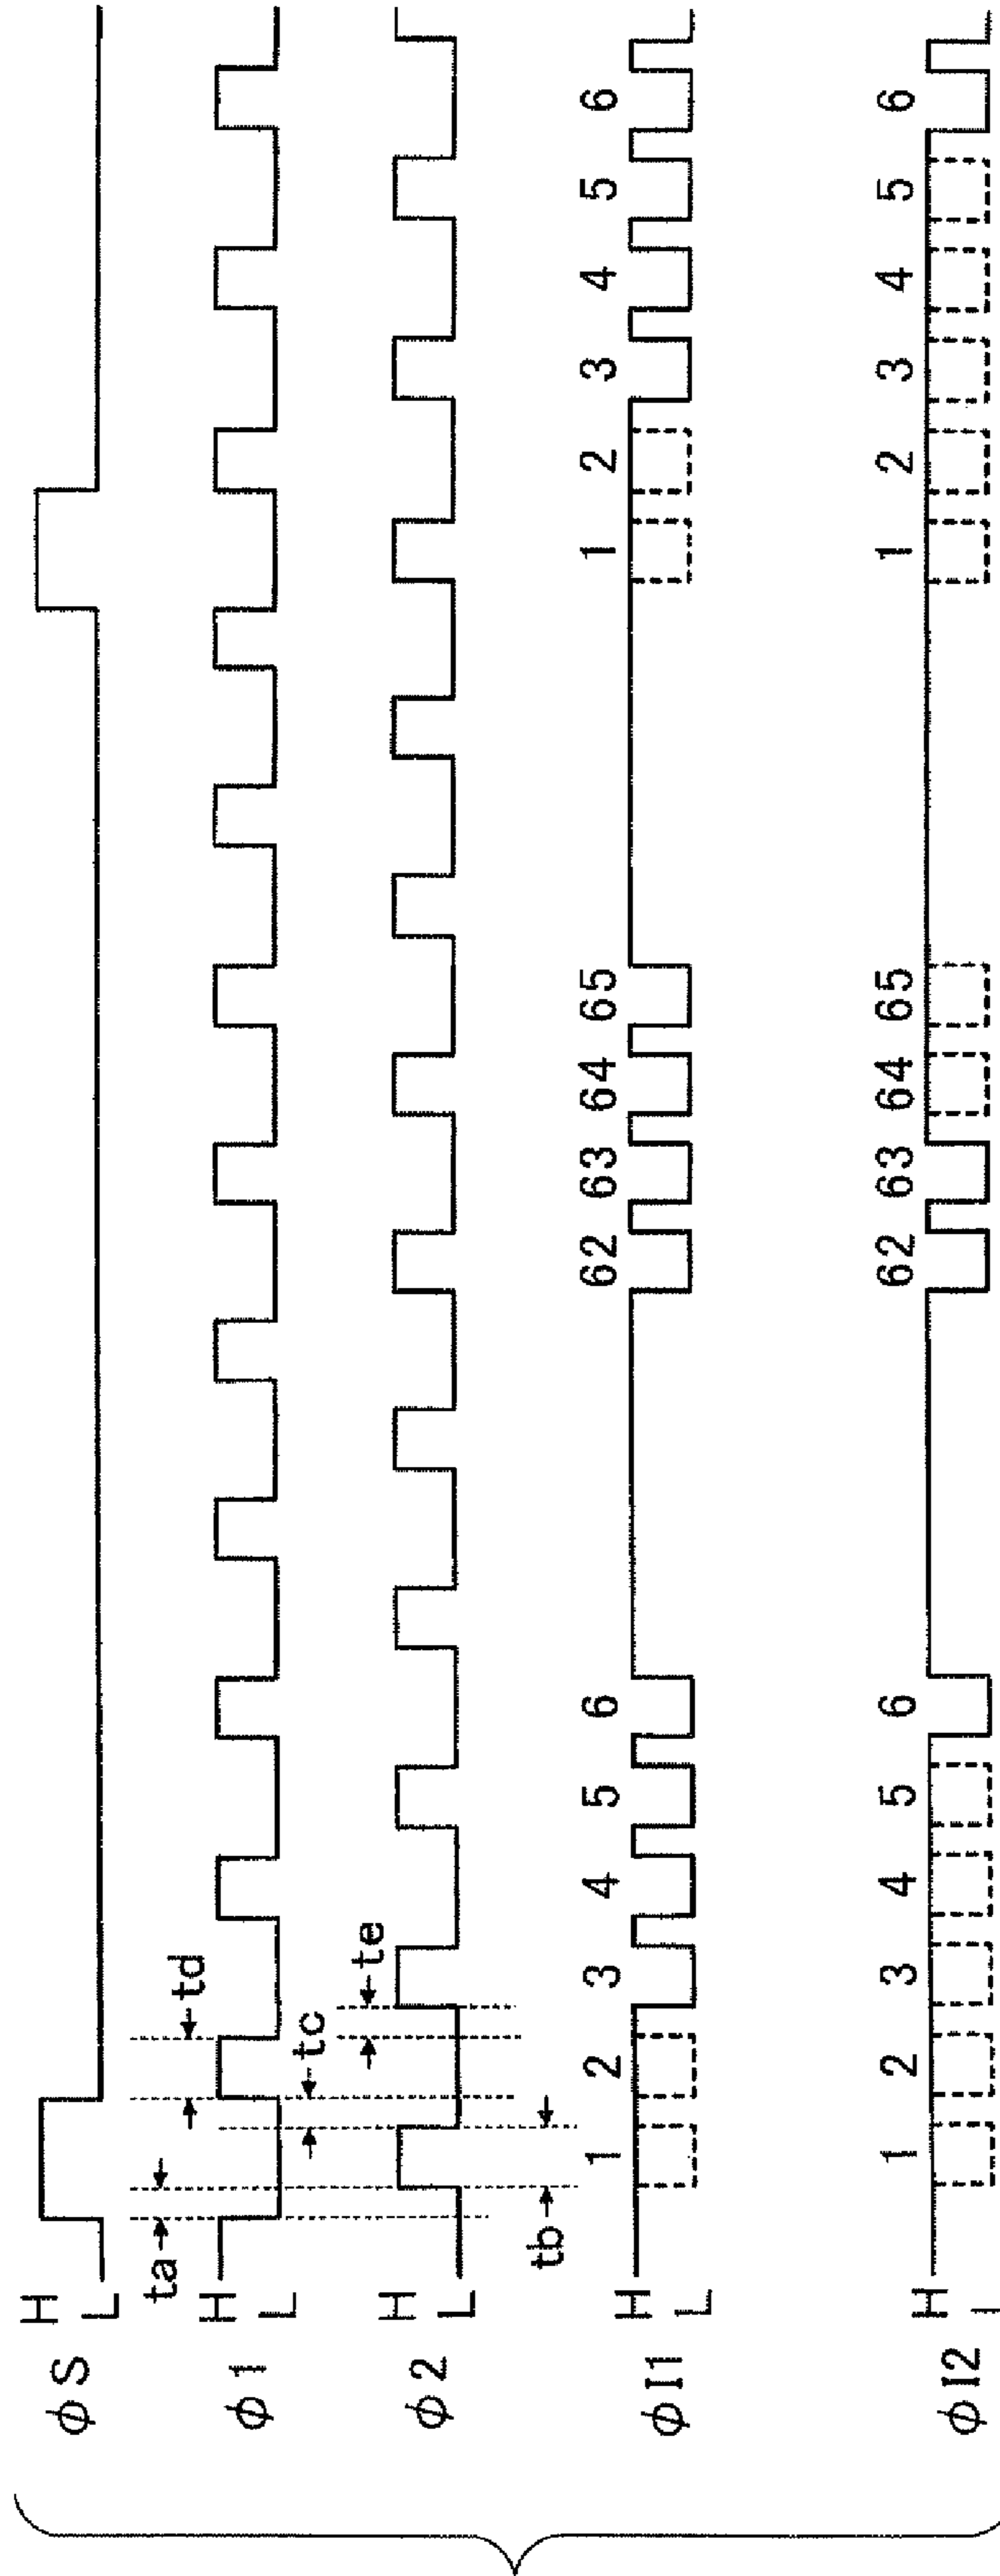 φS H L
ta
φ1 H L
td
tc
φ2 H L
te
tb
φI1 H L 1 2 3 4 5 6 62 63 64 65 1 2 3 4 5 6
φI2 H L 1 2 3 4 5 6 62 63 64 65 1 2 3 4 5 6